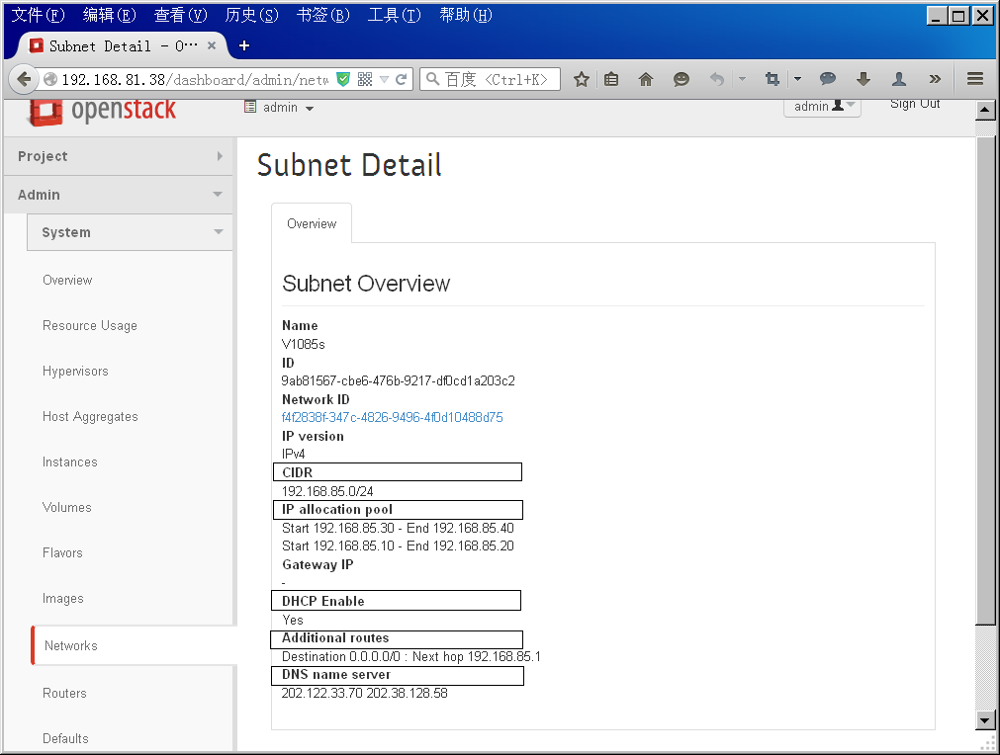 文件(F) 编辑(E) 查看(V) 历史(S) 书签(B) 工具(T) 帮助(H)
Subnet Detail - O… × +
192.168.81.38/dashboard/admin/netw 百度 <Ctrl+K>
openstack admin admin Sign Out
Project
Admin
System
Overview
Resource Usage
Hypervisors
Host Aggregates
Instances
Volumes
Flavors
Images
Networks
Routers
Defaults
Subnet Detail
Overview
Subnet Overview
Name
V1085s
ID
9ab81567-cbe6-476b-9217-df0cd1a203c2
Network ID
f4f2838f-347c-4826-9496-4f0d10488d75
IP version
IPv4
CIDR
192.168.85.0/24
IP allocation pool
Start 192.168.85.30 - End 192.168.85.40
Start 192.168.85.10 - End 192.168.85.20
Gateway IP
-
DHCP Enable
Yes
Additional routes
Destination 0.0.0.0/0 : Next hop 192.168.85.1
DNS name server
202.122.33.70 202.38.128.58